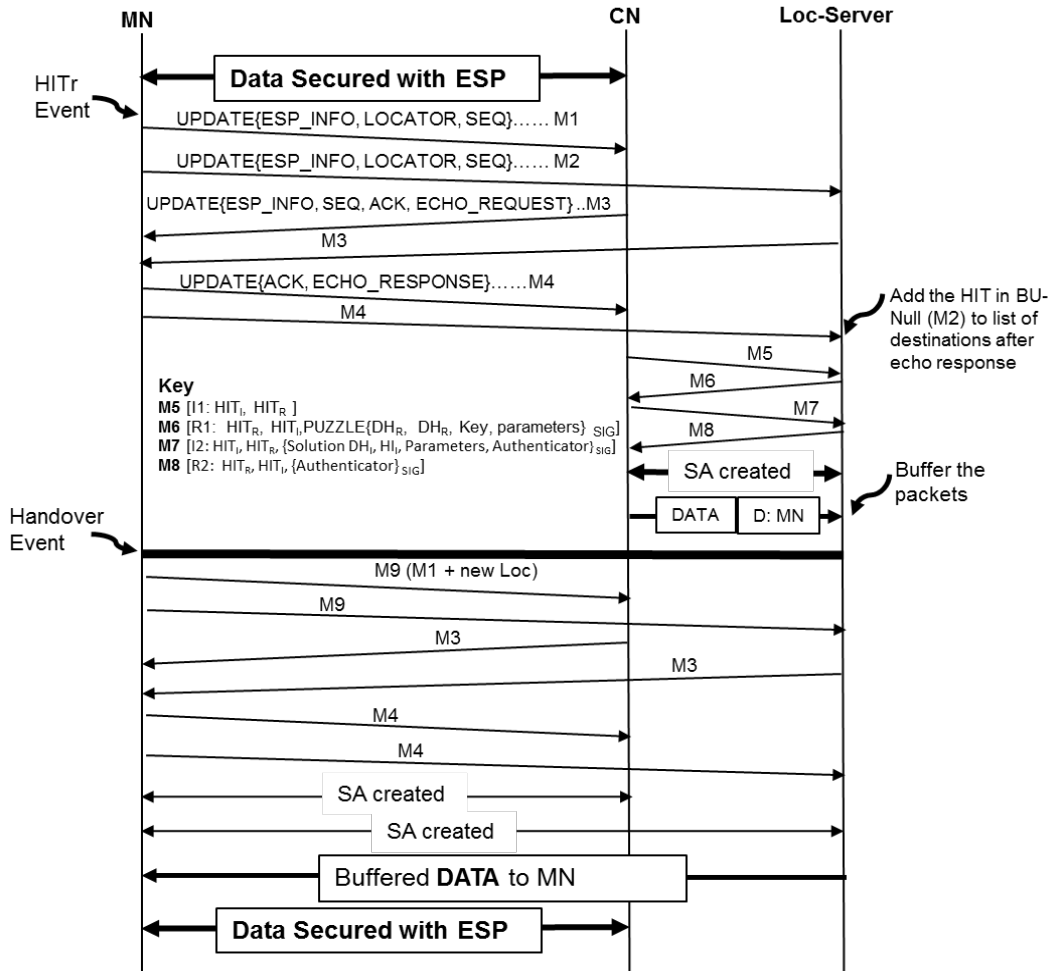 MN
CN
Loc-Server
Data Secured with ESP
HITr
Event
UPDATE{ESP_INFO, LOCATOR, SEQ}...... M1
UPDATE{ESP_INFO, LOCATOR, SEQ}...... M2
UPDATE{ESP_INFO, SEQ, ACK, ECHO_REQUEST} ..M3
M3
UPDATE{ACK, ECHO_RESPONSE}......M4
M4
Add the HIT in BU-
Null (M2) to list of
destinations after
echo response
M5
M6
M7
M8
Key
M5 [I1: HITI, HITR ]
M6 [R1: HITR, HITI,PUZZLE{DHR, DHR, Key, parameters} SIG]
M7 [I2: HITI, HITR, {Solution DHI, HII, Parameters, Authenticator}SIG]
M8 [R2: HITR, HITI, {Authenticator}SIG]
SA created
Buffer the
packets
DATA
D: MN
Handover
Event
M9 (M1 + new Loc)
M9
M3
M3
M4
M4
SA created
SA created
Buffered DATA to MN
Data Secured with ESP